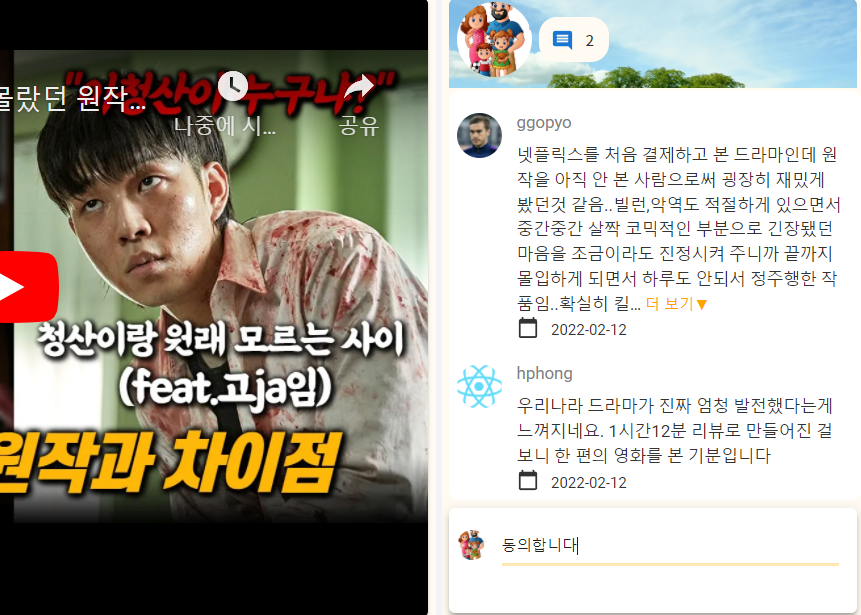 "이청산이 누구냐?"
몰랐던 원작...
나중에 시...
공유
청산이랑 원래 모르는 사이
(feat.고ja임)
원작과 차이점
2
ggopyo
넷플릭스를 처음 결제하고 본 드라마인데 원
작을 아직 안 본 사람으로써 굉장히 재밌게
봤던것 같음..빌런,악역도 적절하게 있으면서
중간중간 살짝 코믹적인 부분으로 긴장됐던
마음을 조금이라도 진정시켜 주니까 끝까지
몰입하게 되면서 하루도 안되서 정주행한 작
품임..확실히 킬... 더 보기▼
2022-02-12
hphong
우리나라 드라마가 진짜 엄청 발전했다는게
느껴지네요. 1시간12분 리뷰로 만들어진 걸
보니 한 편의 영화를 본 기분입니다
2022-02-12
동의합니다